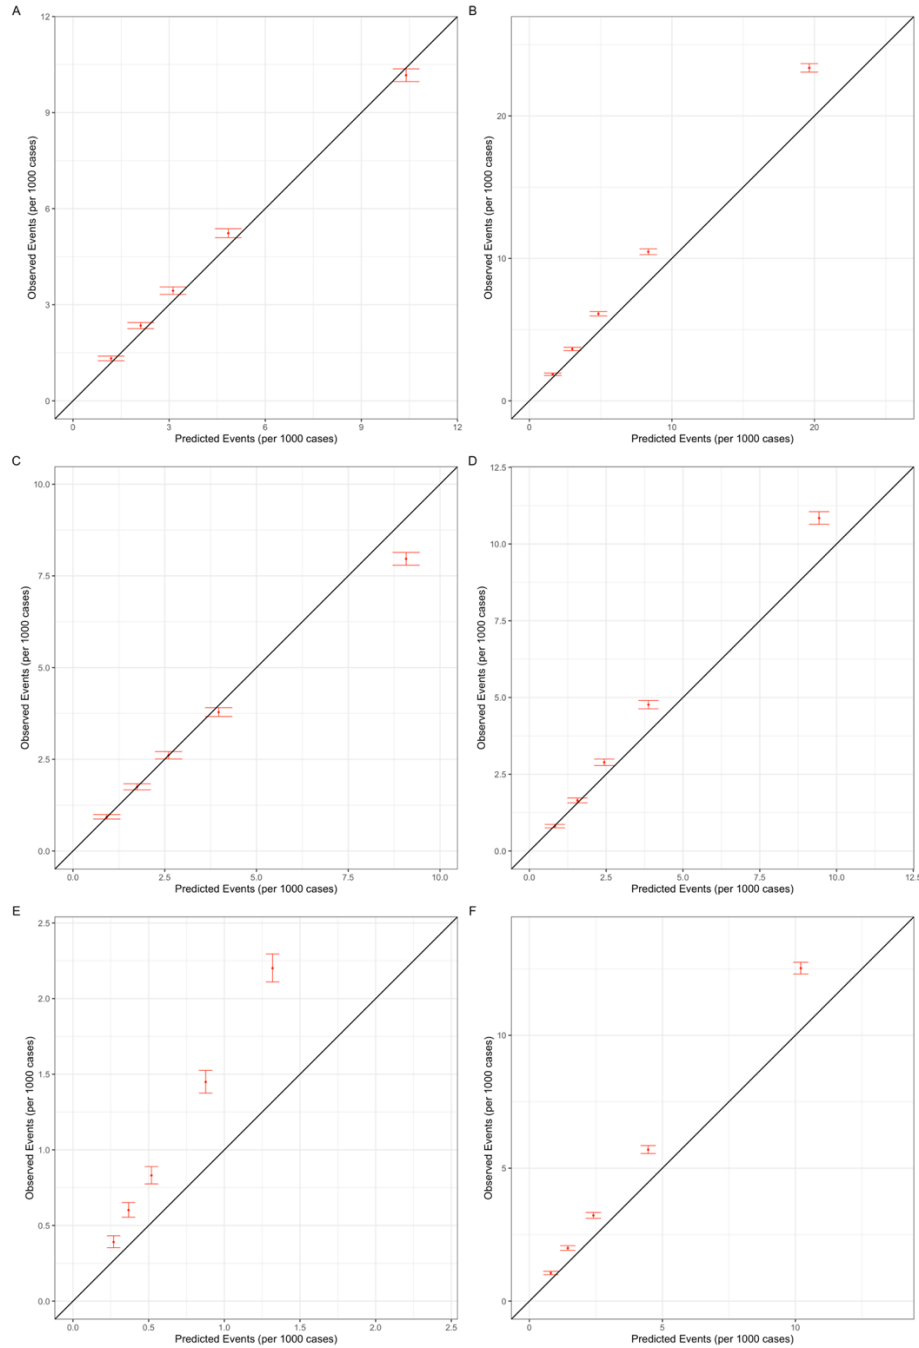 A
12
9
6
3
0
Observed Events (per 1000 cases)
0 3 6 9 12
Predicted Events (per 1000 cases)
B
20
10
0
Observed Events (per 1000 cases)
0 10 20
Predicted Events (per 1000 cases)
C
10.0
7.5
5.0
2.5
0.0
Observed Events (per 1000 cases)
0.0 2.5 5.0 7.5 10.0
Predicted Events (per 1000 cases)
D
12.5
10.0
7.5
5.0
2.5
0.0
Observed Events (per 1000 cases)
0.0 2.5 5.0 7.5 10.0 12.5
Predicted Events (per 1000 cases)
E
2.5
2.0
1.5
1.0
0.5
0.0
Observed Events (per 1000 cases)
0.0 0.5 1.0 1.5 2.0 2.5
Predicted Events (per 1000 cases)
F
10
5
0
Observed Events (per 1000 cases)
0 5 10
Predicted Events (per 1000 cases)